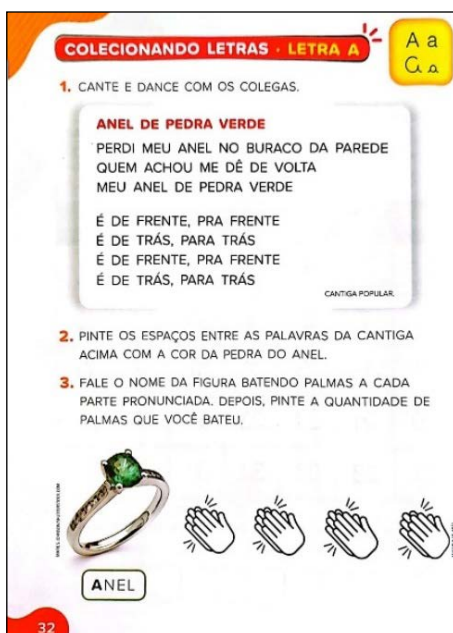 COLECIONANDO LETRAS · LETRA A
A a
A a
1. CANTE E DANCE COM OS COLEGAS.
ANEL DE PEDRA VERDE
PERDI MEU ANEL NO BURACO DA PAREDE
QUEM ACHOU ME DÊ DE VOLTA
MEU ANEL DE PEDRA VERDE
É DE FRENTE, PRA FRENTE
É DE TRÁS, PARA TRÁS
É DE FRENTE, PRA FRENTE
É DE TRÁS, PARA TRÁS
CANTIGA POPULAR.
2. PINTE OS ESPAÇOS ENTRE AS PALAVRAS DA CANTIGA
ACIMA COM A COR DA PEDRA DO ANEL.
3. FALE O NOME DA FIGURA BATENDO PALMAS A CADA
PARTE PRONUNCIADA. DEPOIS, PINTE A QUANTIDADE DE
PALMAS QUE VOCÊ BATEU.
ANEL
32